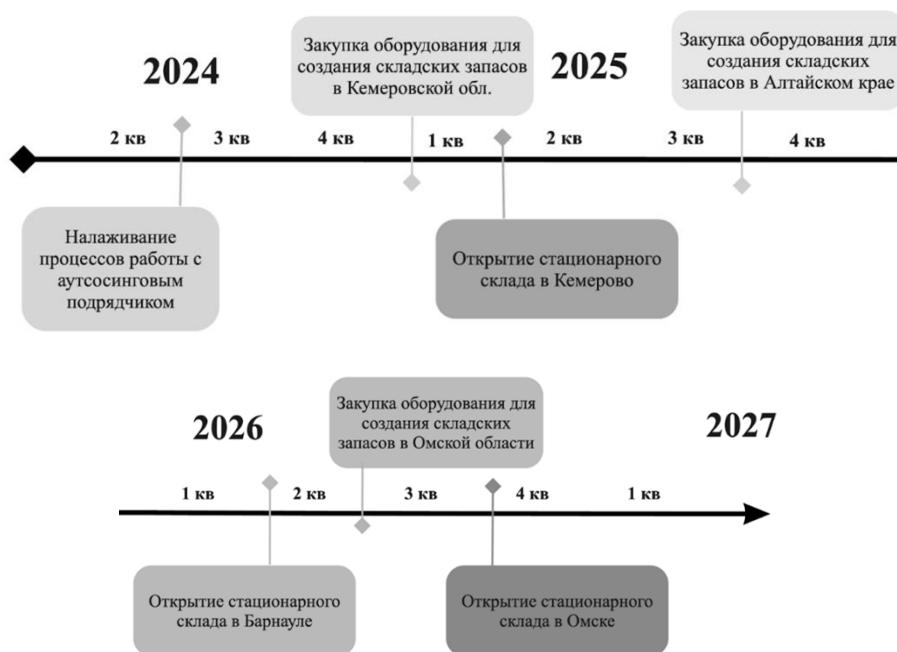 Закупка оборудования для
создания складских запасов
в Кемеровской обл.
Закупка оборудования для
создания складских
запасов в Алтайском крае
2024
2025
2 кв
3 кв
4 кв
1 кв
2 кв
3 кв
4 кв
Налаживание
процессов работы с
аутсосинговым
подрядчиком
Открытие стационарного
склада в Кемерово
Закупка оборудования для
создания складских
запасов в Омской области
2026
2027
1 кв
2 кв
3 кв
4 кв
1 кв
Открытие стационарного
склада в Барнауле
Открытие стационарного
склада в Омске